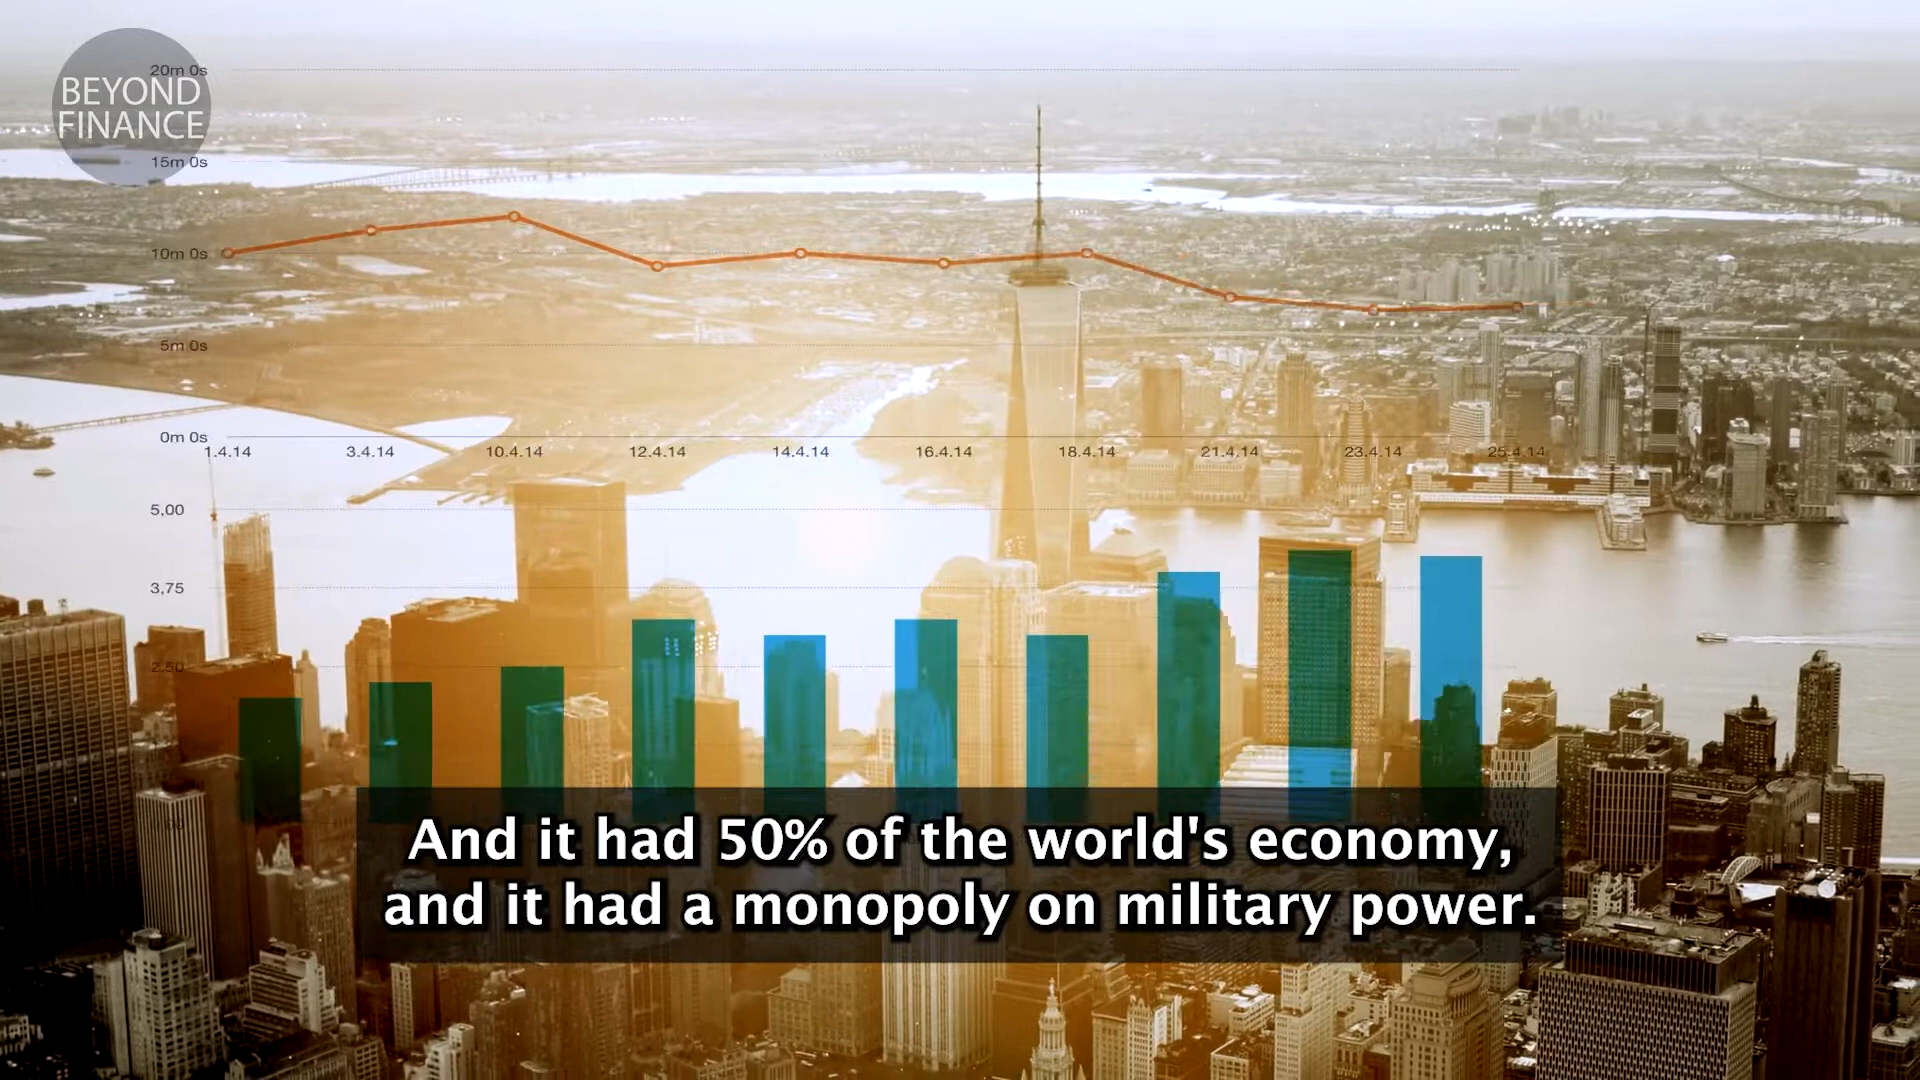 BEYOND
FINANCE
20m 0s
15m 0s
10m 0s
5m 0s
0m 0s
1.4.14 3.4.14 10.4.14 12.4.14 14.4.14 16.4.14 18.4.14 21.4.14 23.4.14 25.4.14
5,00
3,75
2,50
And it had 50% of the world's economy,
and it had a monopoly on military power.